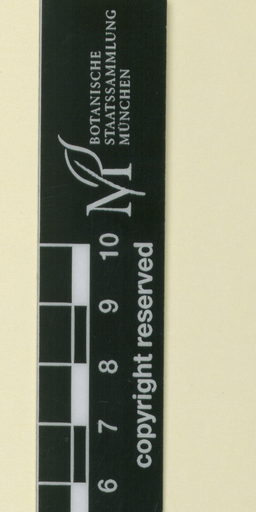 BOTANISCHE
STAATSSAMMLUNG
MÜNCHEN
M
6 7 8 9 10
copyright reserved